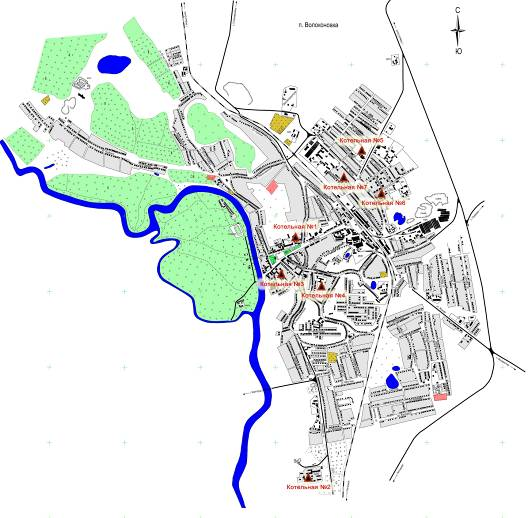 С
п. Волоконовка
Ю
Котельная №5
Котельная №7
Котельная №6
Котельная №1
Котельная №3
Котельная №4
Котельная №2